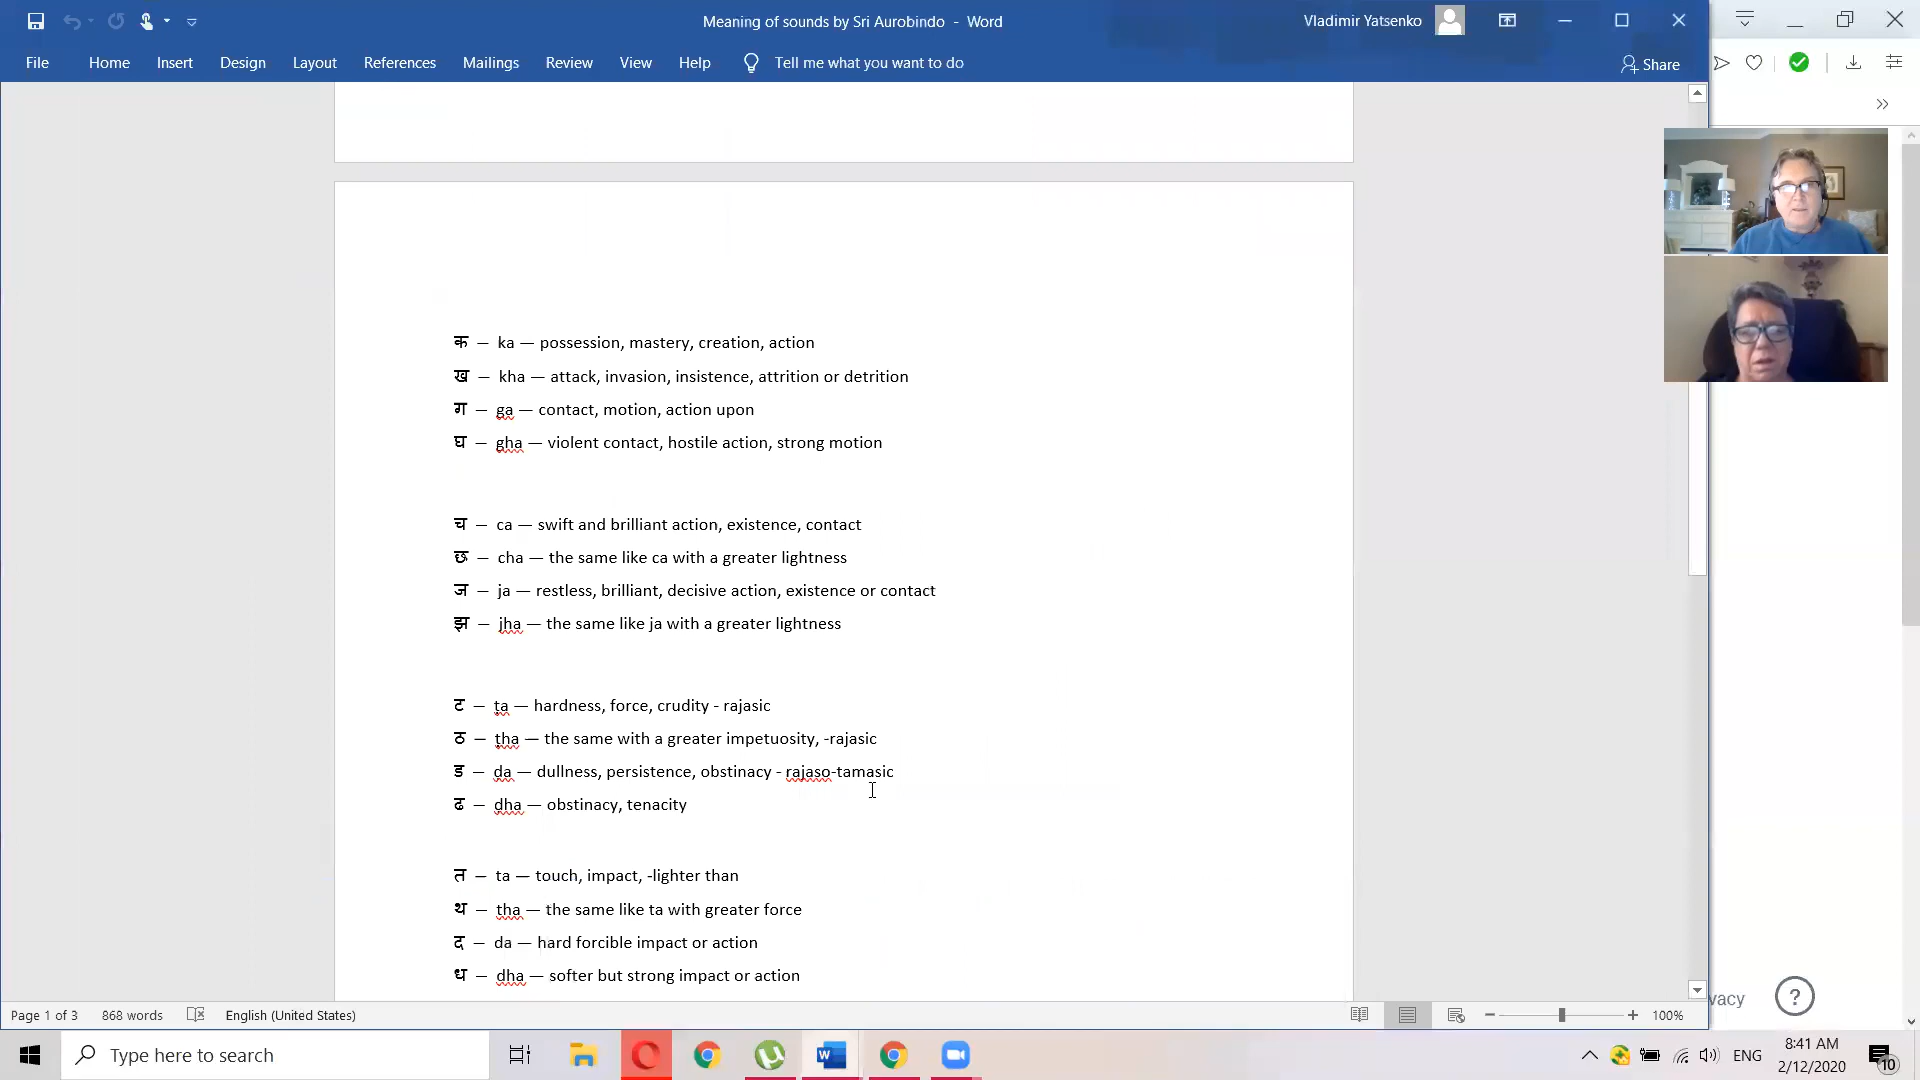 Meaning of sounds by Sri Aurobindo - Word
Vladimir Yatsenko
File Home Insert Design Layout References Mailings Review View Help Tell me what you want to do Share
क – ka — possession, mastery, creation, action
ख – kha — attack, invasion, insistence, attrition or detrition
ग – ga — contact, motion, action upon
घ – gha — violent contact, hostile action, strong motion
च – ca — swift and brilliant action, existence, contact
छ – cha — the same like ca with a greater lightness
ज – ja — restless, brilliant, decisive action, existence or contact
झ – jha — the same like ja with a greater lightness
ट – ṭa — hardness, force, crudity - rajasic
ठ – ṭha — the same with a greater impetuosity, -rajasic
ड – ḍa — dullness, persistence, obstinacy - rajaso-tamasic
ढ – ḍha — obstinacy, tenacity
त – ta — touch, impact, -lighter than
थ – tha — the same like ta with greater force
द – da — hard forcible impact or action
ध – dha — softer but strong impact or action
vacy ?
Page 1 of 3 868 words English (United States) 100%
Type here to search
ENG
8:41 AM
2/12/2020
10